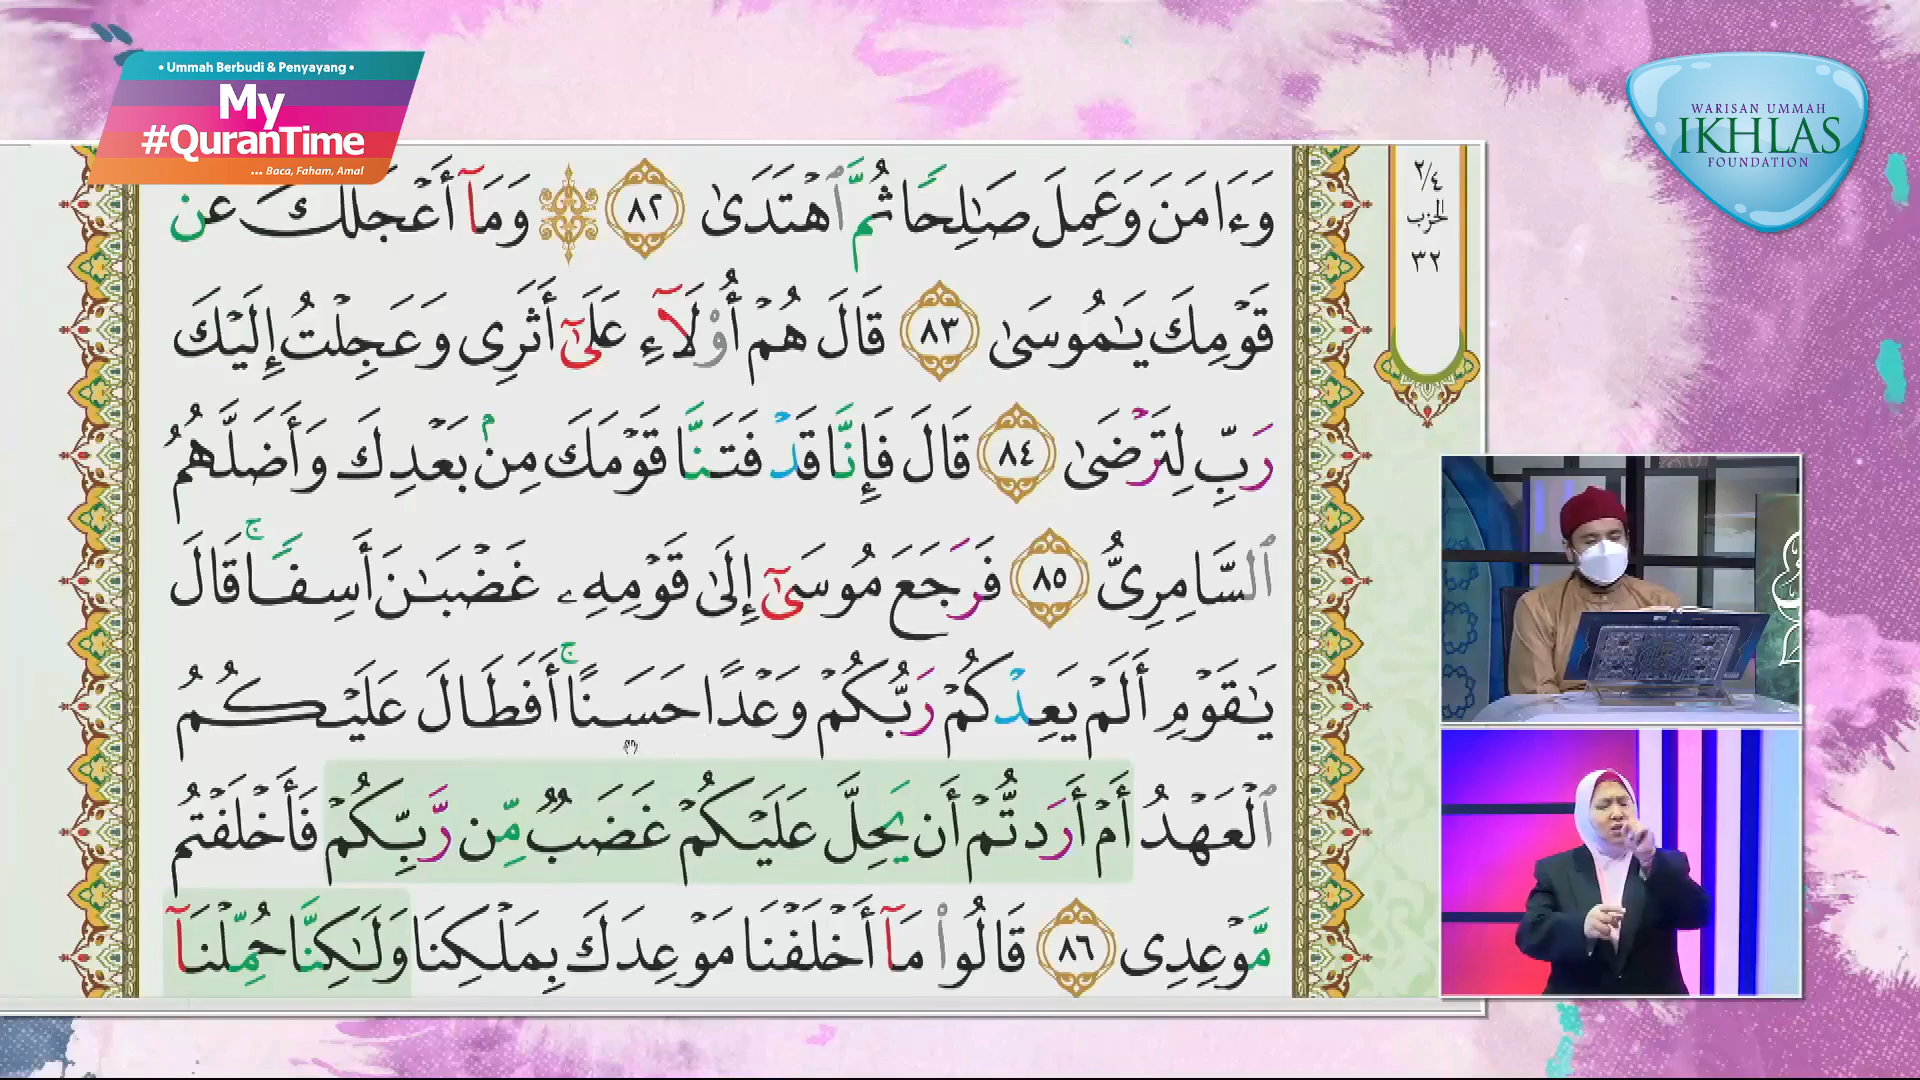 • Ummah Berbudi & Penyayang •
My
#QuranTime
... Baca, Faham, Amal
WARISAN UMMAH
IKHLAS
FOUNDATION
٢/٤
الحزب
٣٢
وَءَامَنَ وَعَمِلَ صَـٰلِحًا ثُمَّ ٱهْتَدَىٰ ٨٢ ۞ وَمَآ أَعْجَلَكَ عَن
قَوْمِكَ يَـٰمُوسَىٰ ٨٣ قَالَ هُمْ أُو۟لَآءِ عَلَىٰٓ أَثَرِى وَعَجِلْتُ إِلَيْكَ
رَبِّ لِتَرْضَىٰ ٨٤ قَالَ فَإِنَّا قَدْ فَتَنَّا قَوْمَكَ مِنۢ بَعْدِكَ وَأَضَلَّهُمُ
ٱلسَّامِرِىُّ ٨٥ فَرَجَعَ مُوسَىٰٓ إِلَىٰ قَوْمِهِۦ غَضْبَـٰنَ أَسِفًاۚ قَالَ
يَـٰقَوْمِ أَلَمْ يَعِدْكُمْ رَبُّكُمْ وَعْدًا حَسَنًاۚ أَفَطَالَ عَلَيْكُمُ
ٱلْعَهْدُ أَمْ أَرَدتُّمْ أَن يَحِلَّ عَلَيْكُمْ غَضَبٌ مِّن رَّبِّكُمْ فَأَخْلَفْتُم
مَّوْعِدِى ٨٦ قَالُوا۟ مَآ أَخْلَفْنَا مَوْعِدَكَ بِمَلْكِنَا وَلَـٰكِنَّا حُمِّلْنَآ